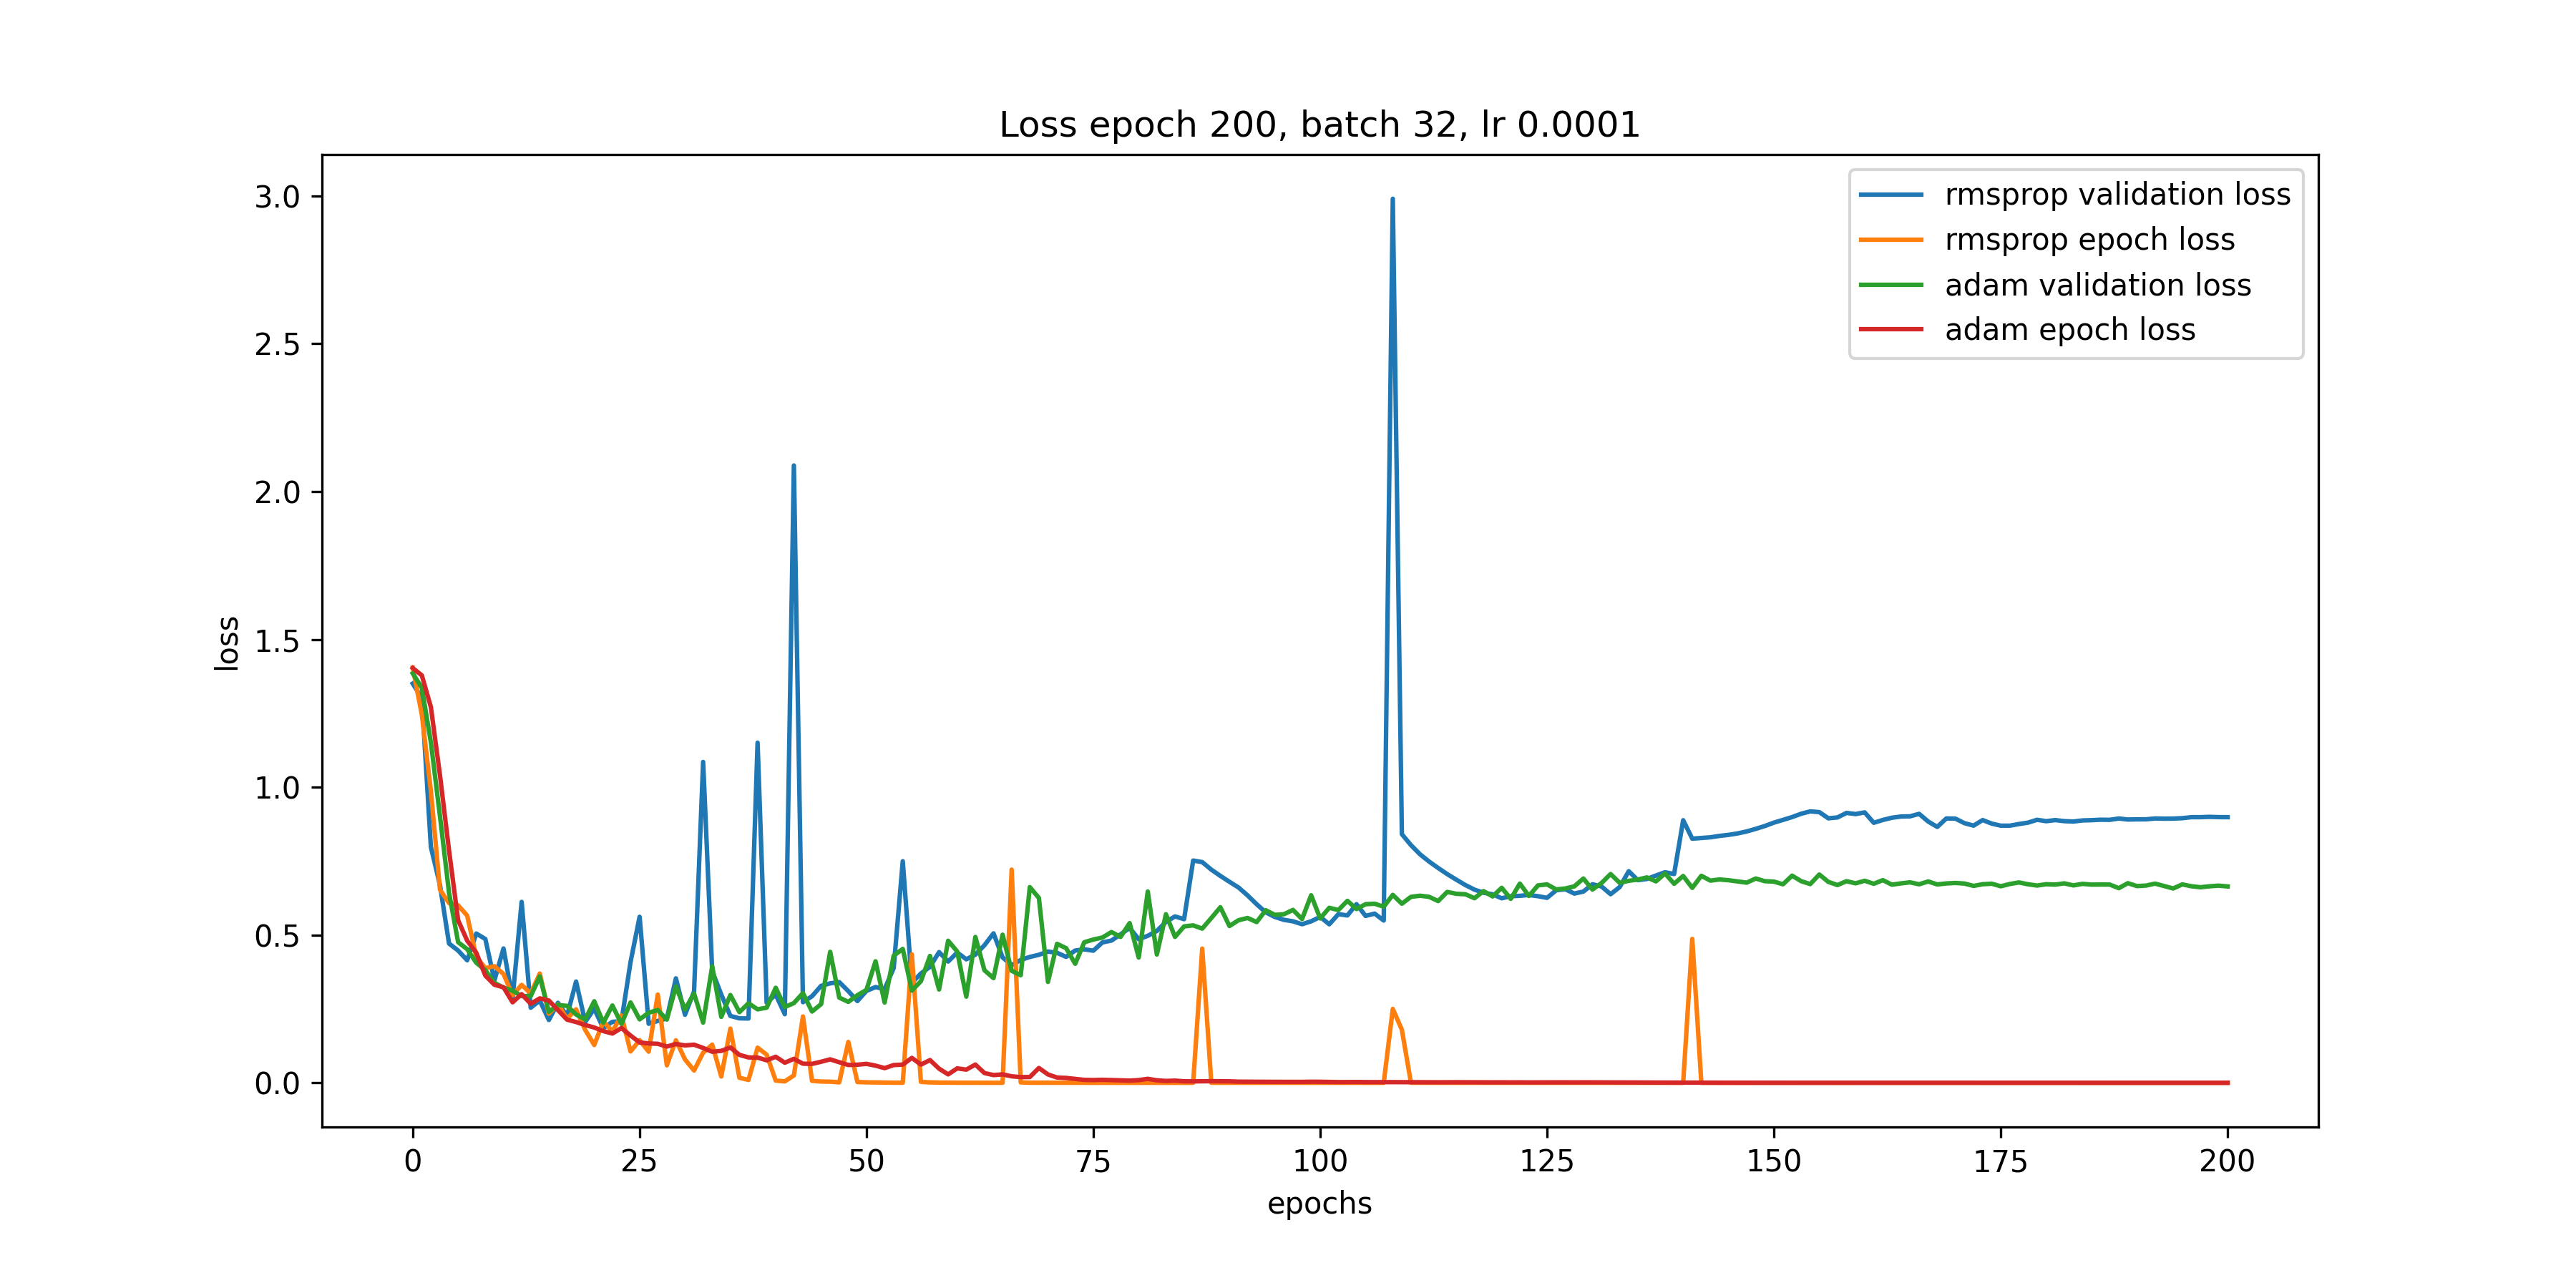 Loss epoch 200, batch 32, lr 0.0001
rmsprop validation loss
rmsprop epoch loss
adam validation loss
adam epoch loss
3.0
2.5
2.0
1.5
1.0
0.5
0.0
loss
0 25 50 75 100 125 150 175 200
epochs